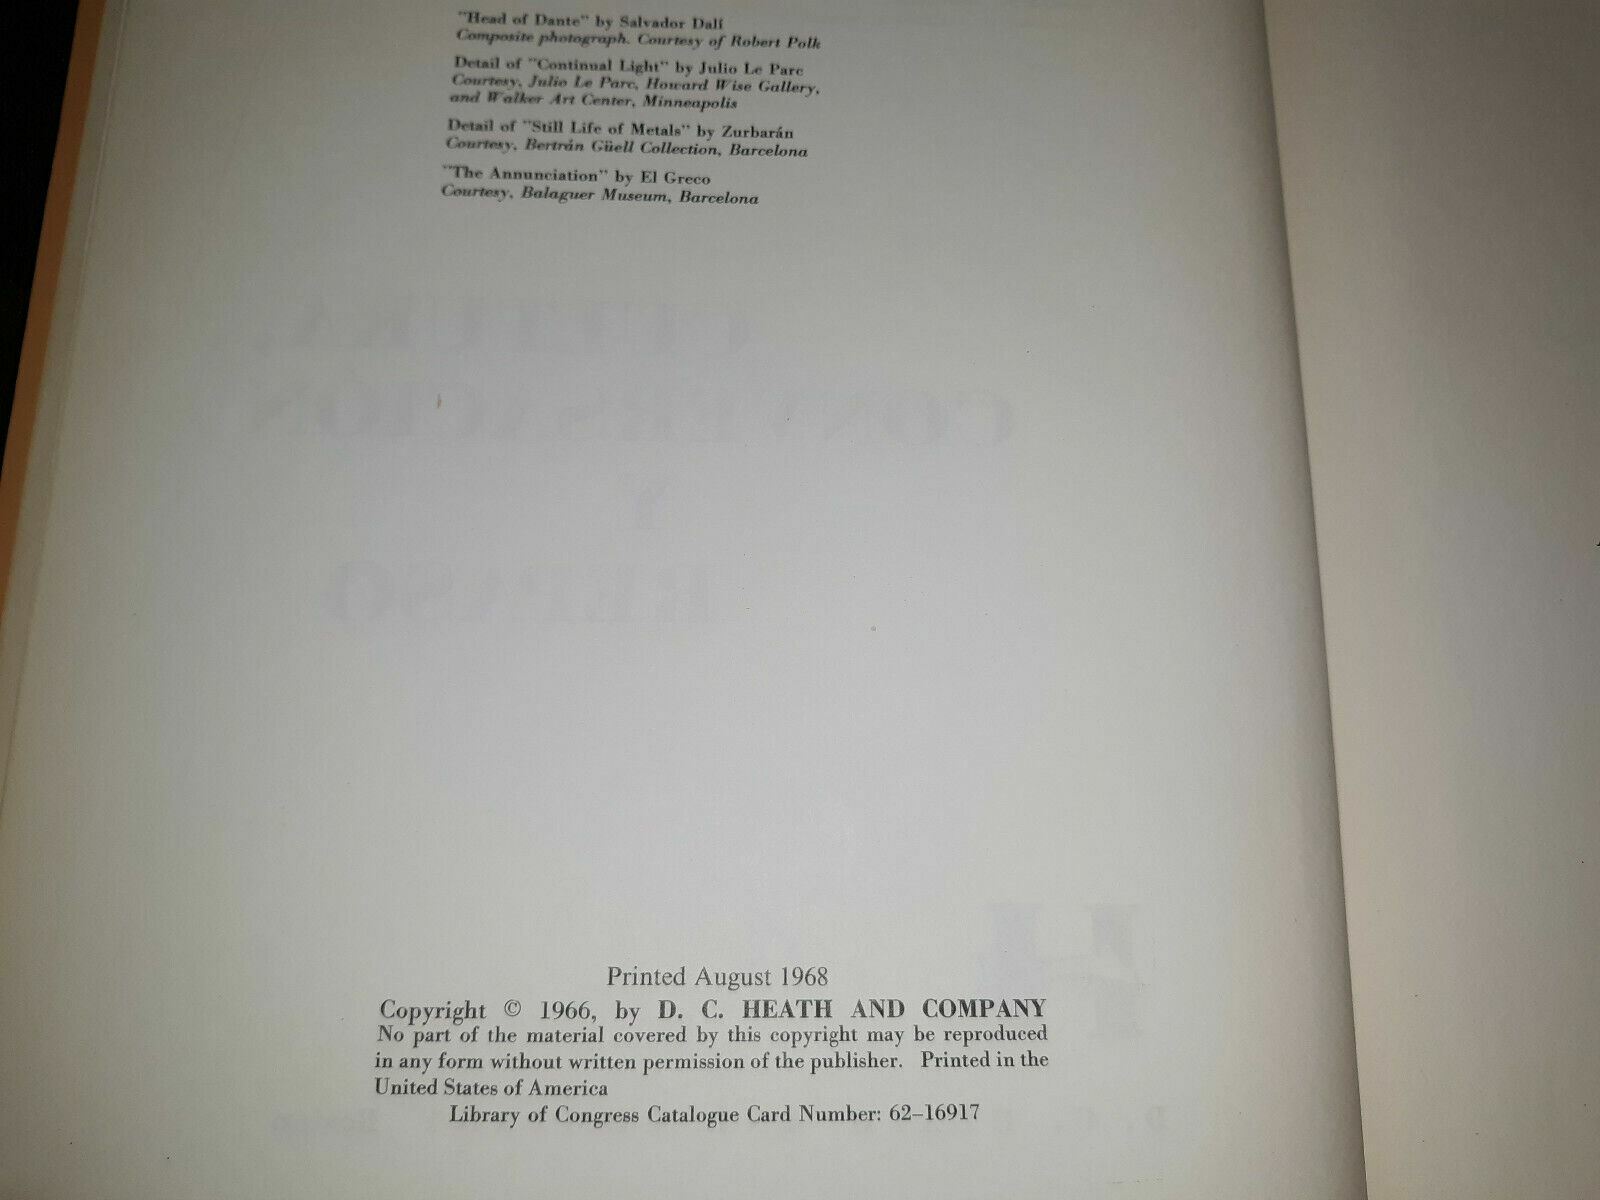 "Head of Dante" by Salvador Dalí
Composite photograph. Courtesy of Robert Polk
Detail of "Continual Light" by Julio Le Parc
Courtesy, Julio Le Parc, Howard Wise Gallery,
and Walker Art Center, Minneapolis
Detail of "Still Life of Metals" by Zurbarán
Courtesy, Bertrán Güell Collection, Barcelona
"The Annunciation" by El Greco
Courtesy, Balaguer Museum, Barcelona
CULTURA,
CONVERSACIÓN
Y
REPASO
Printed August 1968
Copyright © 1966, by D. C. HEATH AND COMPANY
No part of the material covered by this copyright may be reproduced
in any form without written permission of the publisher. Printed in the
United States of America
Library of Congress Catalogue Card Number: 62–16917